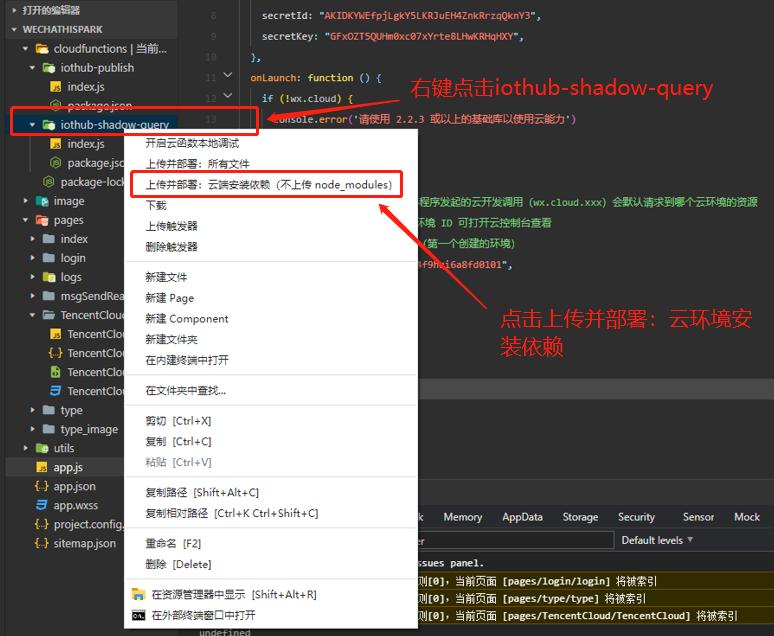 打开的编辑器
WECHATHISPARK
cloudfunctions | 当前...
iothub-publish
index.js
package.json
iothub-shadow-query
index.js
package.jsc
package-lock
image
pages
index
login
logs
msgSendRea
TencentCloud
TencentClou
TencentClou
TencentClou
TencentClou
type
type_image
utils
app.js
app.json
app.wxss
project.config.
sitemap.json
8
9
10
11
12
13
secretId: "AKIDKYWEfpjLgkY5LKRJuEH4ZnkRrzqQknY3",
secretKey: "GFxOZT5QUHm0xc07xYrte8LHwKRHqHXY",
},
onLaunch: function () {
if (!wx.cloud) {
console.error('请使用 2.2.3 或以上的基础库以使用云能力')
程序发起的云开发调用（wx.cloud.xxx）会默认请求到哪个云环境的资源
环境 ID 可打开云控制台查看
(第一个创建的环境)
右键点击iothub-shadow-query
点击上传并部署：云环境安
装依赖
开启云函数本地调试
上传并部署：所有文件
上传并部署：云端安装依赖（不上传 node_modules）
下载
上传触发器
删除触发器
新建文件
新建 Page
新建 Component
新建文件夹
在内建终端中打开
在文件夹中查找...
剪切 [Ctrl+X]
复制 [Ctrl+C]
粘贴 [Ctrl+V]
复制路径 [Shift+Alt+C]
复制相对路径 [Ctrl+K Ctrl+Shift+C]
重命名 [F2]
删除 [Delete]
在资源管理器中显示 [Shift+Alt+R]
在外部终端窗口中打开
k Memory AppData Storage Security Sensor Mock
er Default levels
ssues panel.
则[0]，当前页面 [pages/login/login] 将被索引
则[0]，当前页面 [pages/type/type] 将被索引
则[0]，当前页面 [pages/TencentCloud/TencentCloud] 将被索引
undefined